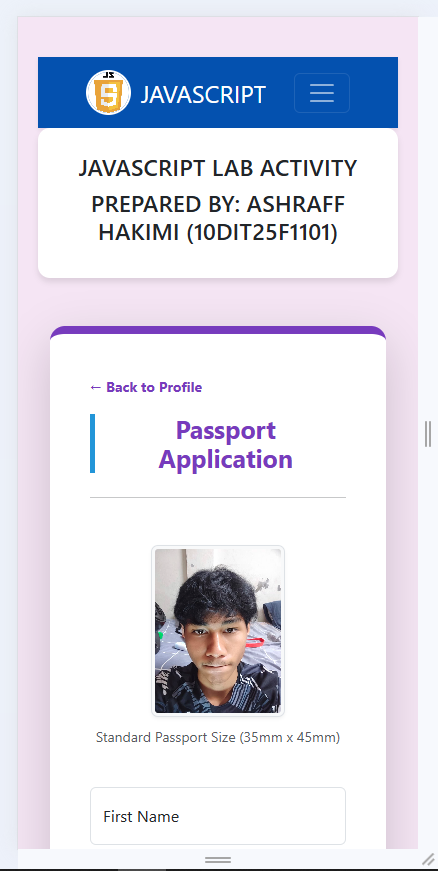 JS
JAVASCRIPT
JAVASCRIPT LAB ACTIVITY
PREPARED BY: ASHRAFF
HAKIMI (10DIT25F1101)
← Back to Profile
Passport
Application
Standard Passport Size (35mm x 45mm)
First Name